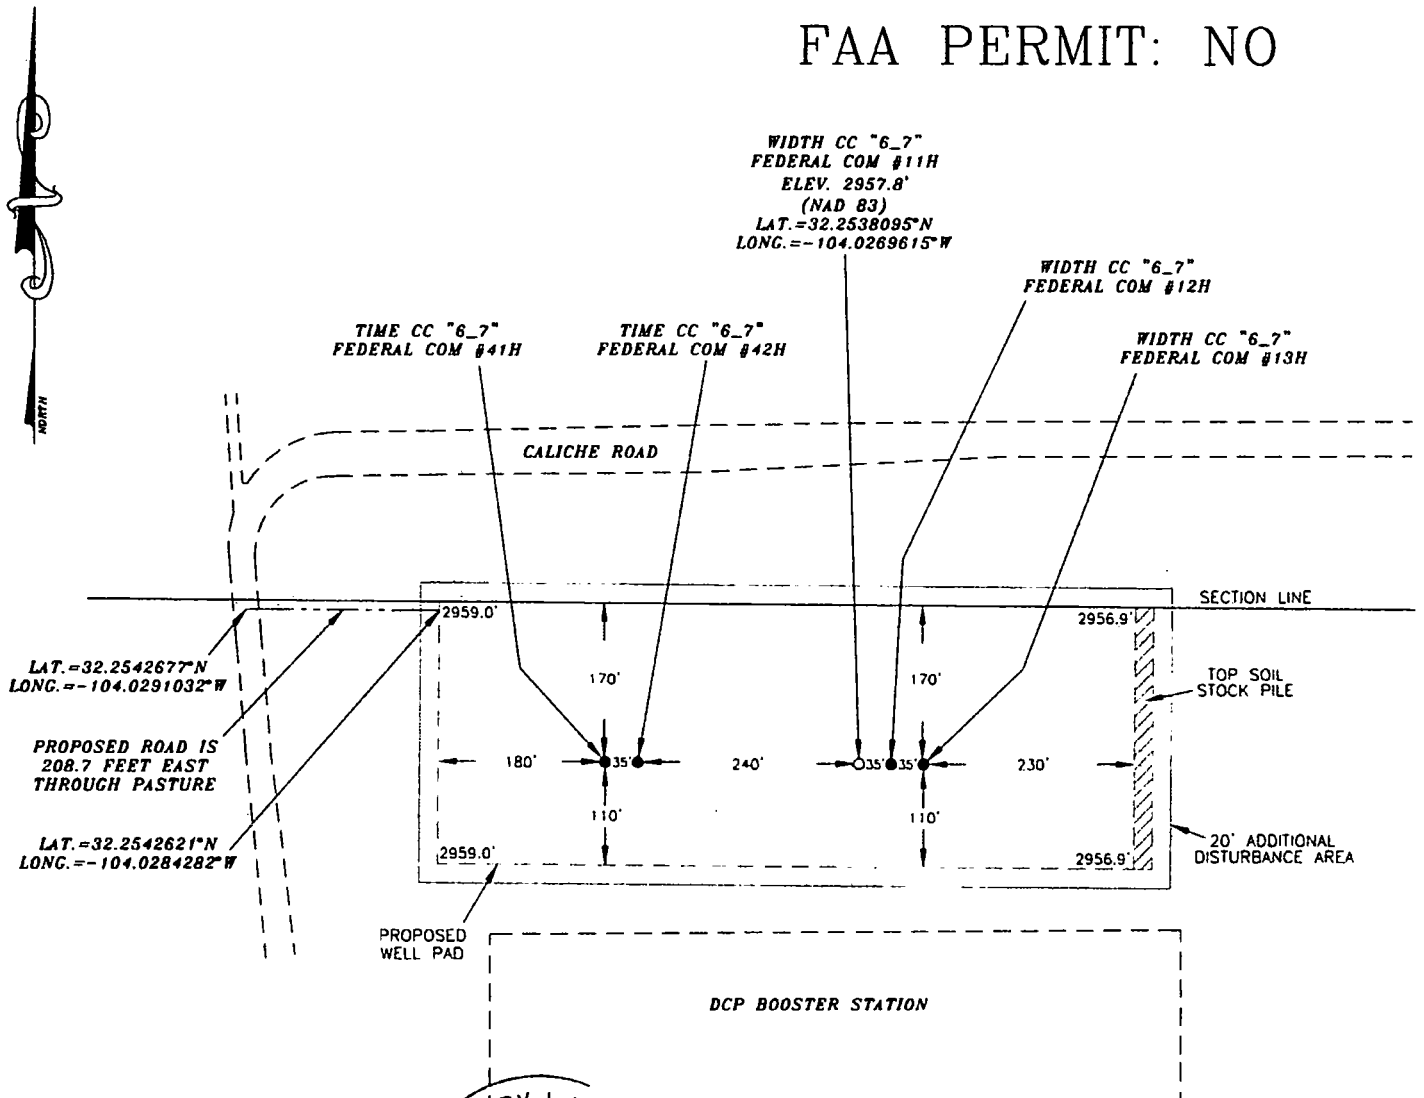 FAA PERMIT: NO
NORTH
WIDTH CC "6_7"
FEDERAL COM #11H
ELEV. 2957.8'
(NAD 83)
LAT.=32.2538095°N
LONG.=-104.0269615°W
WIDTH CC "6_7"
FEDERAL COM #12H
TIME CC "6_7"
FEDERAL COM #41H
TIME CC "6_7"
FEDERAL COM #42H
WIDTH CC "6_7"
FEDERAL COM #13H
CALICHE ROAD
SECTION LINE
2959.0'
2956.9'
LAT.=32.2542677°N
LONG.=-104.0291032°W
170'
170'
TOP SOIL
STOCK PILE
PROPOSED ROAD IS
208.7 FEET EAST
THROUGH PASTURE
180'
35'
240'
35'
35'
230'
110'
110'
LAT.=32.2542621°N
LONG.=-104.0284282°W
2959.0'
2956.9'
20' ADDITIONAL
DISTURBANCE AREA
PROPOSED
WELL PAD
DCP BOOSTER STATION